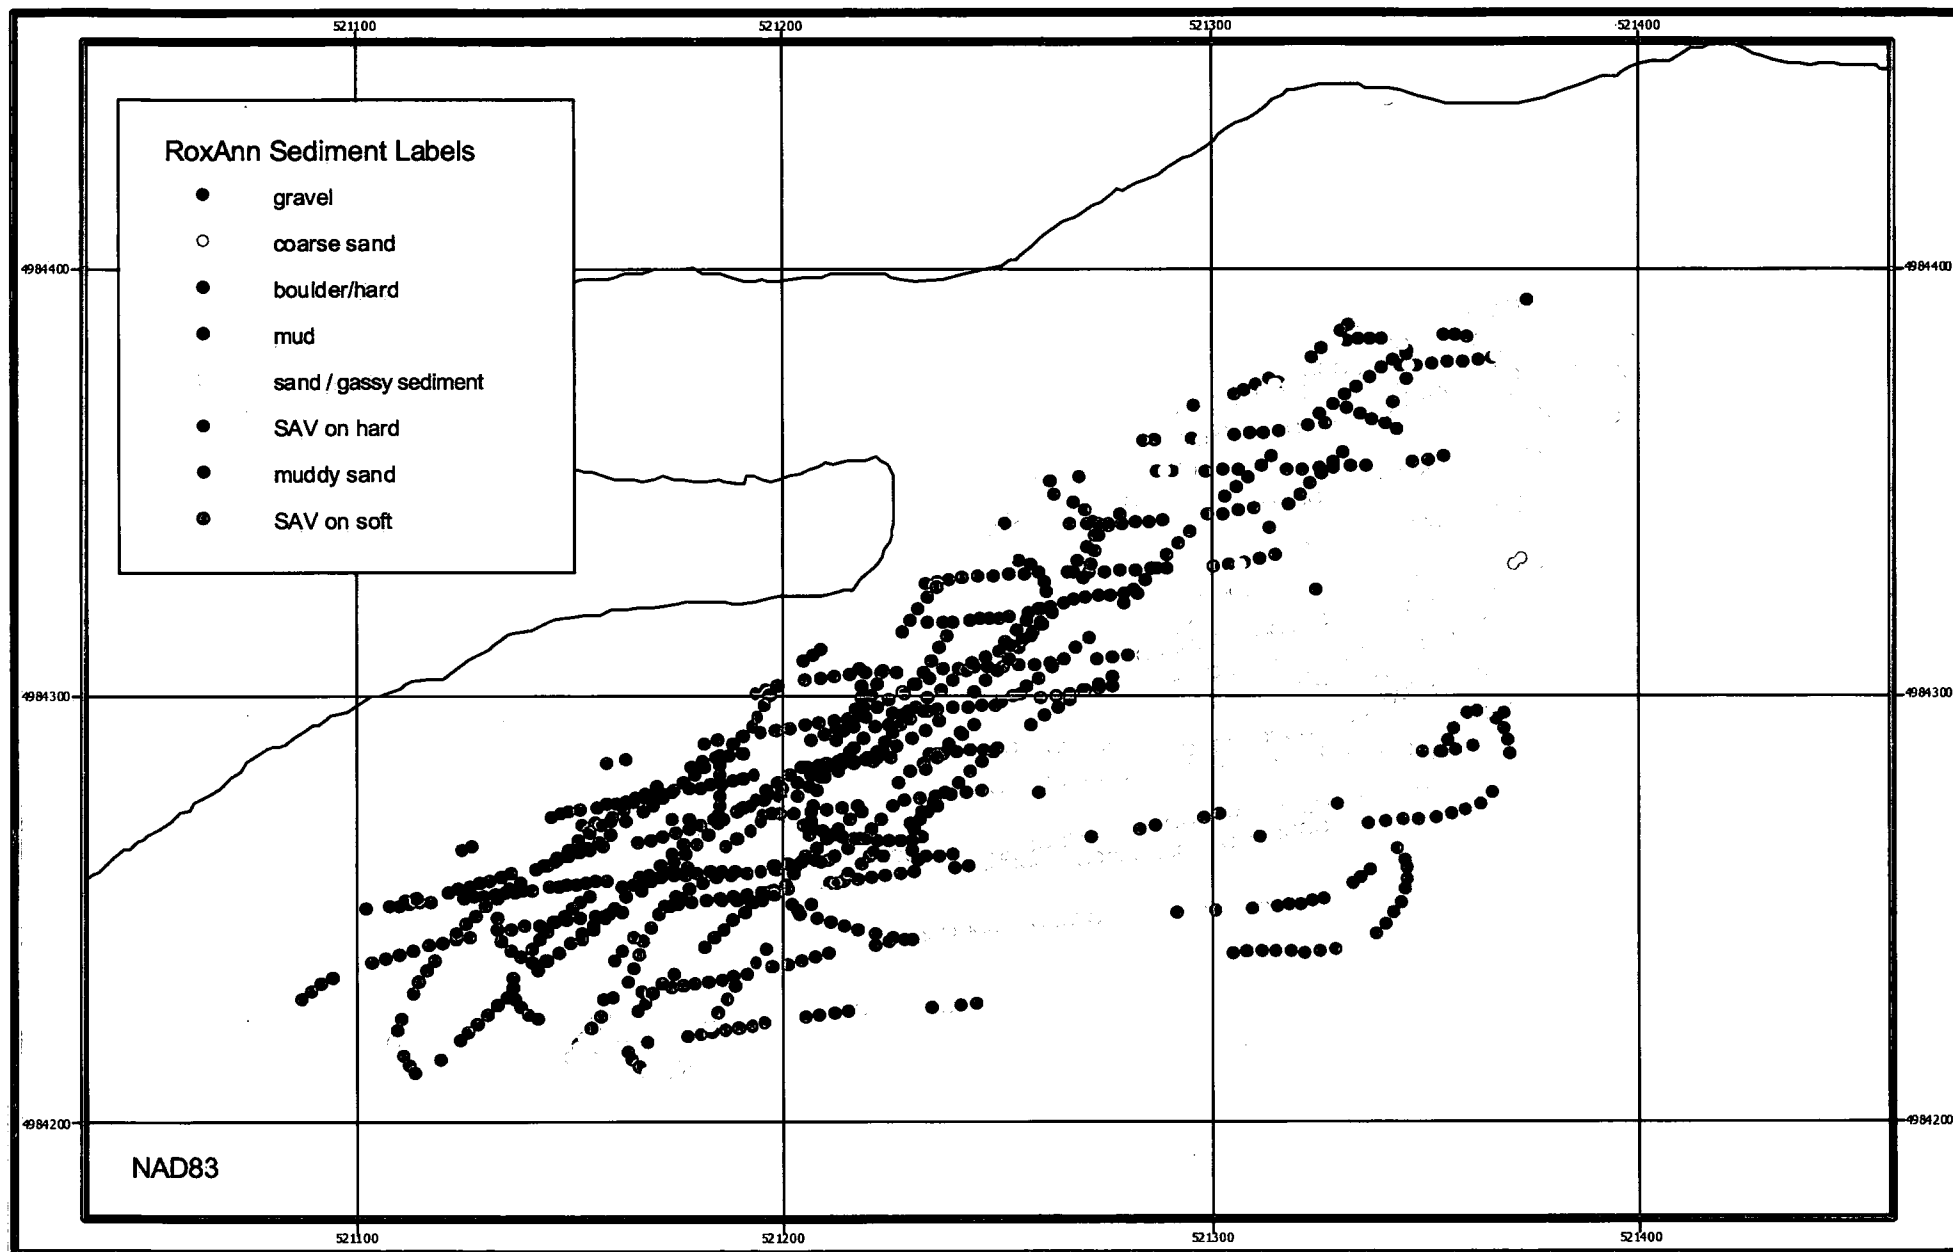 521100 521200 521300 521400
RoxAnn Sediment Labels
gravel
coarse sand
boulder/hard
mud
sand / gassy sediment
SAV on hard
muddy sand
SAV on soft
4984400 4984400
4984300 4984300
4984200 4984200
NAD83
521100 521200 521300 521400